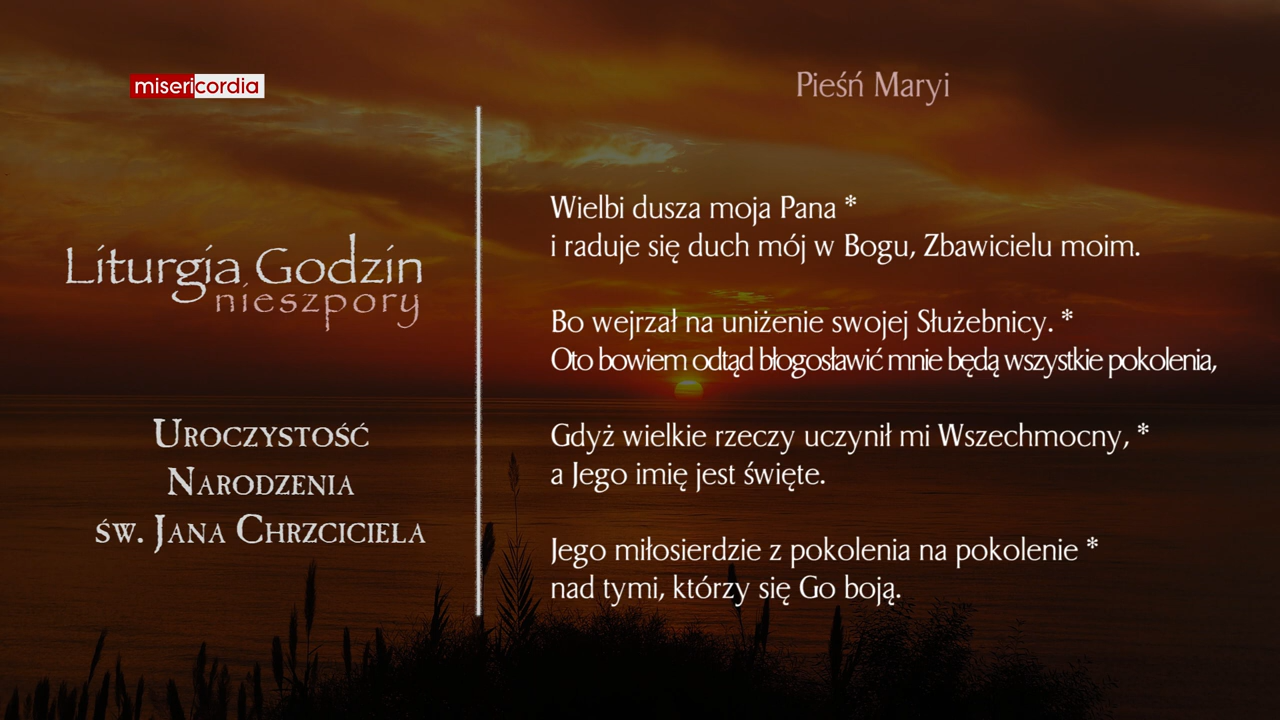 misericordia
Liturgia Godzin
nieszpory
Uroczystość
Narodzenia
św. Jana Chrzciciela
Pieśń Maryi
Wielbi dusza moja Pana *
i raduje się duch mój w Bogu, Zbawicielu moim.
Bo wejrzał na uniżenie swojej Służebnicy. *
Oto bowiem odtąd błogosławić mnie będą wszystkie pokolenia,
Gdyż wielkie rzeczy uczynił mi Wszechmocny, *
a Jego imię jest święte.
Jego miłosierdzie z pokolenia na pokolenie *
nad tymi, którzy się Go boją.